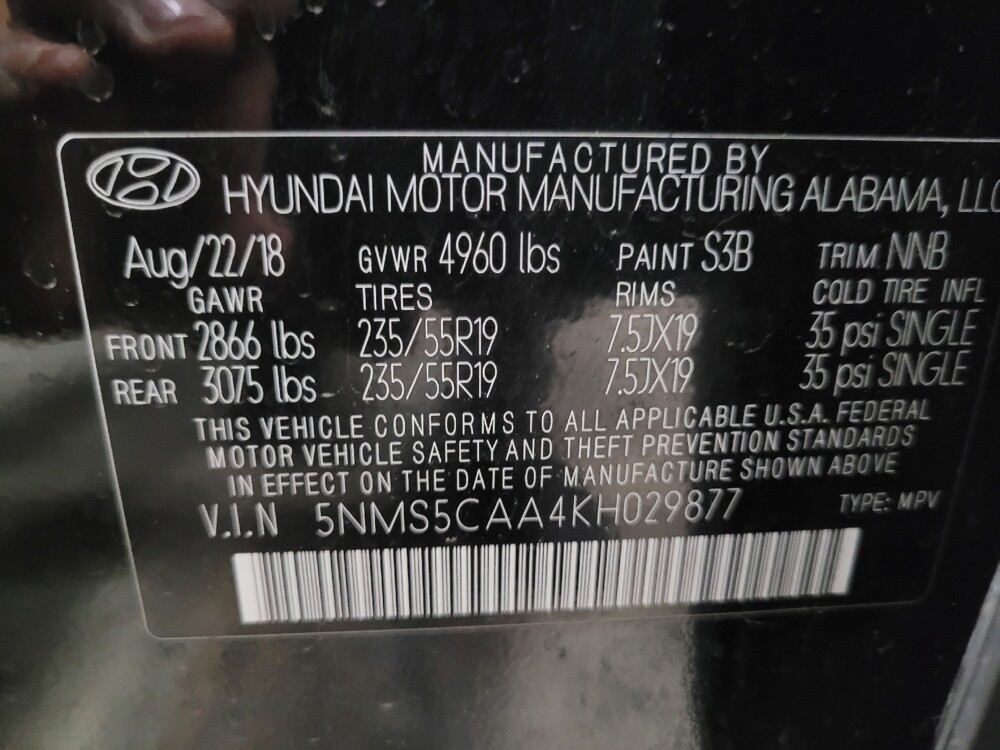 MANUFACTURED BY
HYUNDAI MOTOR MANUFACTURING ALABAMA, LLC
Aug/22/18 GVWR 4960 lbs PAINT S3B TRIM NNB
GAWR TIRES RIMS COLD TIRE INFL
FRONT 2866 lbs 235/55R19 7.5JX19 35 psi SINGLE
REAR 3075 lbs 235/55R19 7.5JX19 35 psi SINGLE
THIS VEHICLE CONFORMS TO ALL APPLICABLE U.S.A. FEDERAL
MOTOR VEHICLE SAFETY AND THEFT PREVENTION STANDARDS
IN EFFECT ON THE DATE OF MANUFACTURE SHOWN ABOVE
V.I.N 5NMS5CAA4KH029877 TYPE: MPV